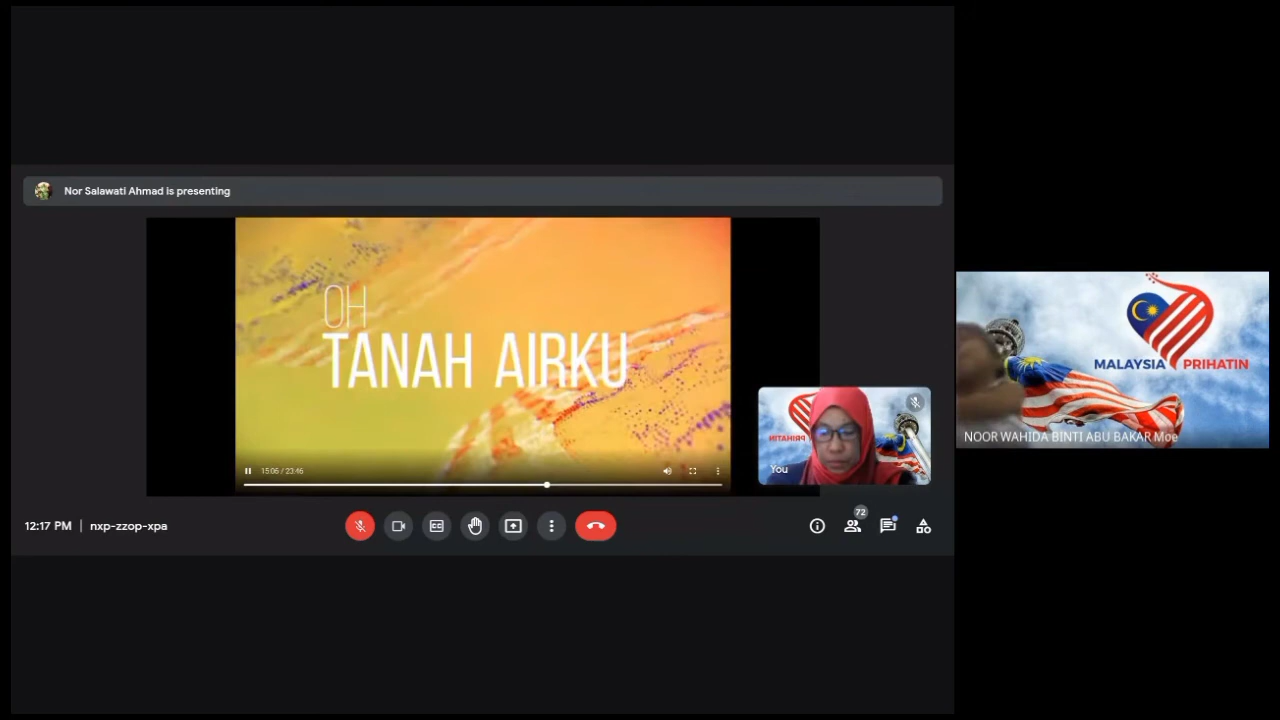 Nor Salawati Ahmad is presenting
OH
TANAH AIRKU
15:06 / 23:46
PRIHATIN
You
12:17 PM | nxp-zzop-xpa
CC
72
MALAYSIA PRIHATIN
NOOR WAHIDA BINTI ABU BAKAR Moe